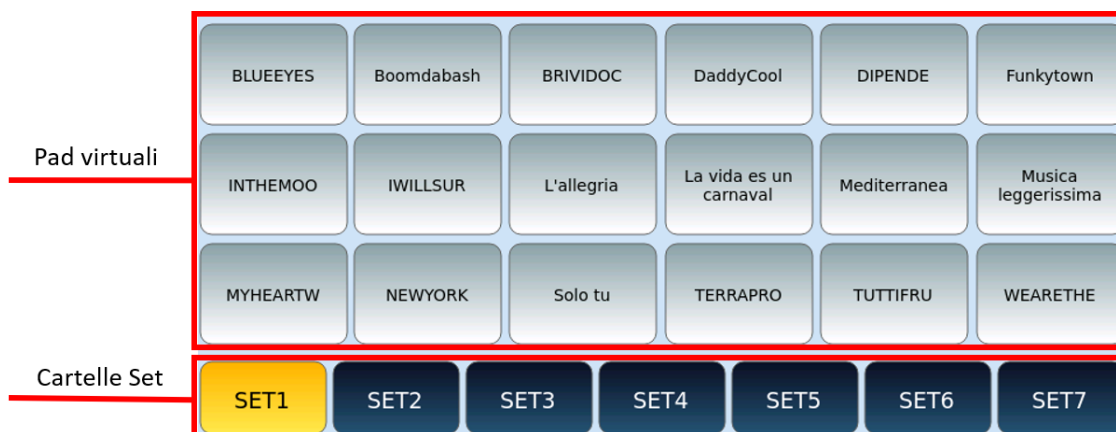 BLUEEYES
Boomdabash
BRIVIDOC
DaddyCool
DIPENDE
Funkytown
Pad virtuali
INTHEMOO
IWILLSUR
L'allegria
La vida es un
carnaval
Mediterranea
Musica
leggerissima
MYHEARTW
NEWYORK
Solo tu
TERRAPRO
TUTTIFRU
WEARETHE
Cartelle Set
SET1
SET2
SET3
SET4
SET5
SET6
SET7